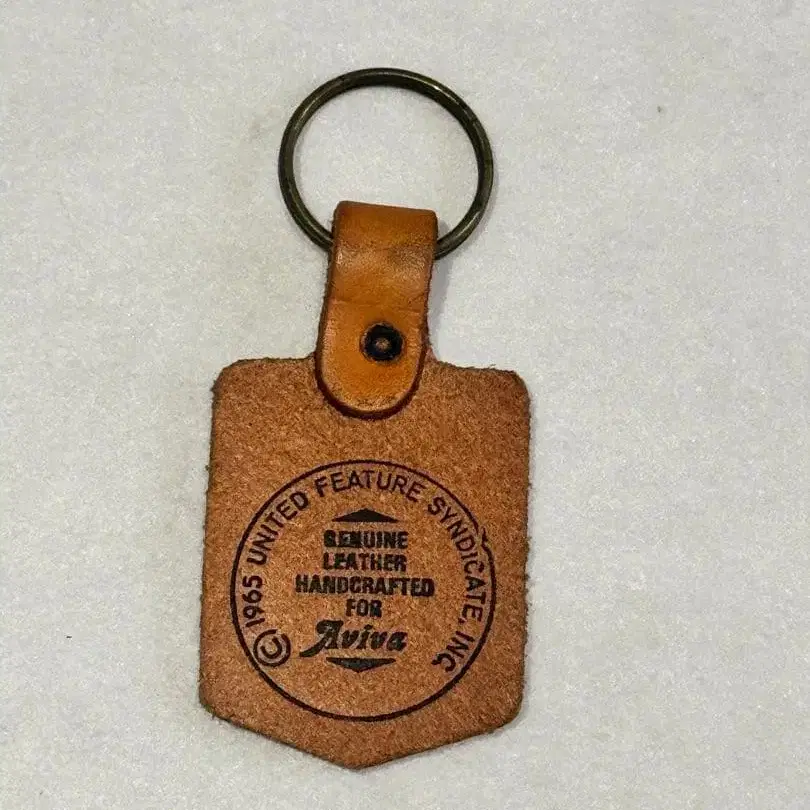 © 1965 UNITED FEATURE SYNDICATE, INC
GENUINE
LEATHER
HANDCRAFTED
FOR
Aviva